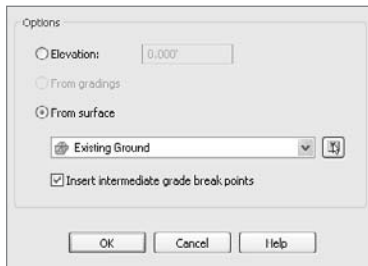 Options
Elevation:
0.000'
From gradings
From surface
Existing Ground
Insert intermediate grade break points
OK
Cancel
Help